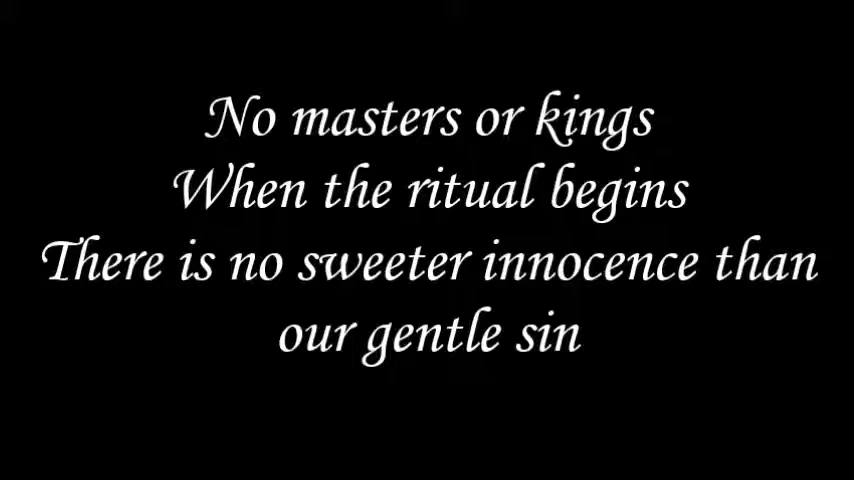 No masters or kings
When the ritual begins
There is no sweeter innocence than
our gentle sin